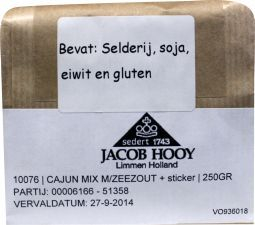 Bevat: Selderij, soja,
eiwit en gluten
sedert 1743
JACOB HOOY
Limmen Holland
10076 | CAJUN MIX M/ZEEZOUT + sticker | 250GR
PARTIJ: 00006166 - 51358
VERVALDATUM: 27-9-2014
VO936018